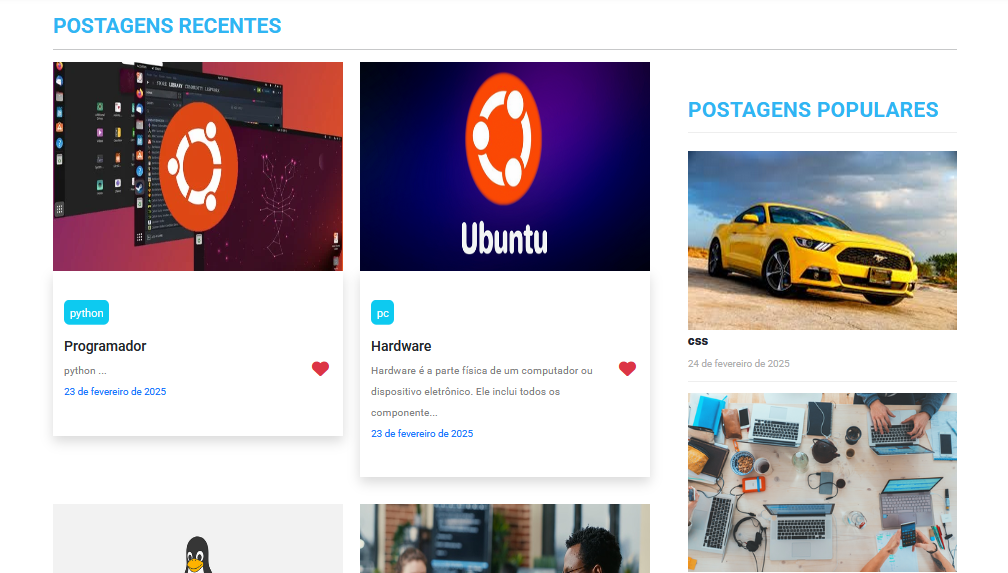 POSTAGENS RECENTES
Ubuntu
python
Programador
python ...
23 de fevereiro de 2025
pc
Hardware
Hardware é a parte física de um computador ou
dispositivo eletrônico. Ele inclui todos os
componente...
23 de fevereiro de 2025
POSTAGENS POPULARES
css
24 de fevereiro de 2025